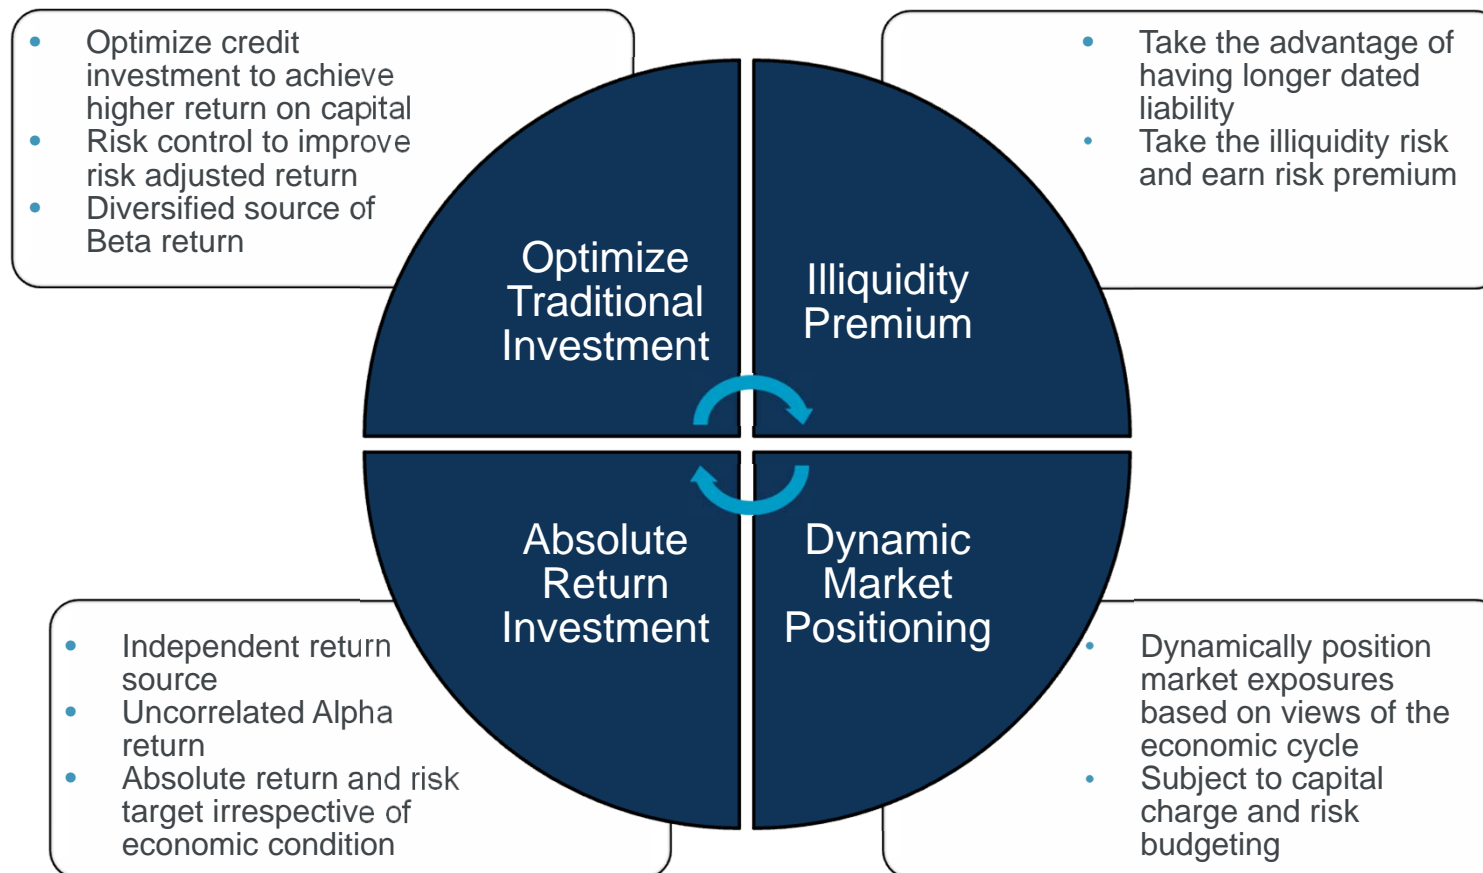 • Optimize credit
investment to achieve
higher return on capital
• Risk control to improve
risk adjusted return
• Diversified source of
Beta return
• Take the advantage of
having longer dated
liability
• Take the illiquidity risk
and earn risk premium
Optimize
Traditional
Investment
Illiquidity
Premium
Absolute
Return
Investment
Dynamic
Market
Positioning
• Independent return
source
• Uncorrelated Alpha
return
• Absolute return and risk
target irrespective of
economic condition
• Dynamically position
market exposures
based on views of the
economic cycle
• Subject to capital
charge and risk
budgeting